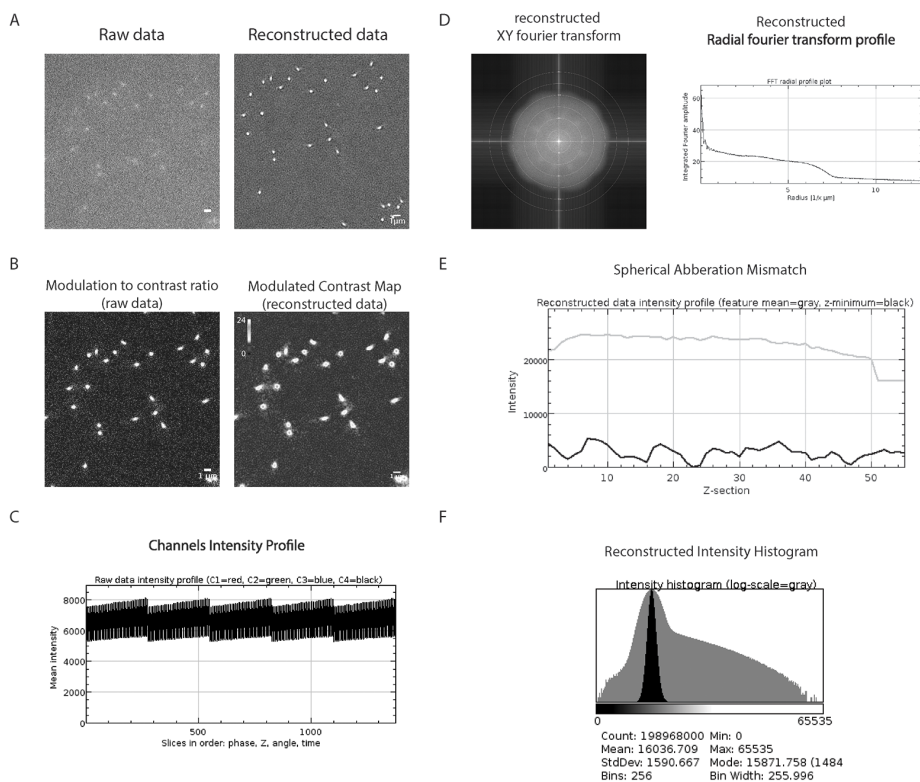 A
Raw data
Reconstructed data
1µm
B
Modulation to contrast ratio
(raw data)
Modulated Contrast Map
(reconstructed data)
24
0
1 µm
1 µm
C
Channels Intensity Profile
Raw data intensity profile (C1=red, C2=green, C3=blue, C4=black)
Mean intensity
8000
6000
4000
2000
0
500
1000
Slices in order: phase, Z, angle, time
D
reconstructed
XY fourier transform
Reconstructed
Radial fourier transform profile
FFT radial profile plot
Integrated Fourier amplitude
60
40
20
5
10
Radius (1/x µm)
E
Spherical Abberation Mismatch
Reconstructed data intensity profile (feature mean=gray, z-minimum=black)
Intensity
20000
10000
0
10
20
30
40
50
Z-section
F
Reconstructed Intensity Histogram
Intensity histogram (log-scale=gray)
0
65535
Count: 198968000 Min: 0
Mean: 16036.709 Max: 65535
StdDev: 1590.667 Mode: 15871.758 (1484
Bins: 256 Bin Width: 255.996